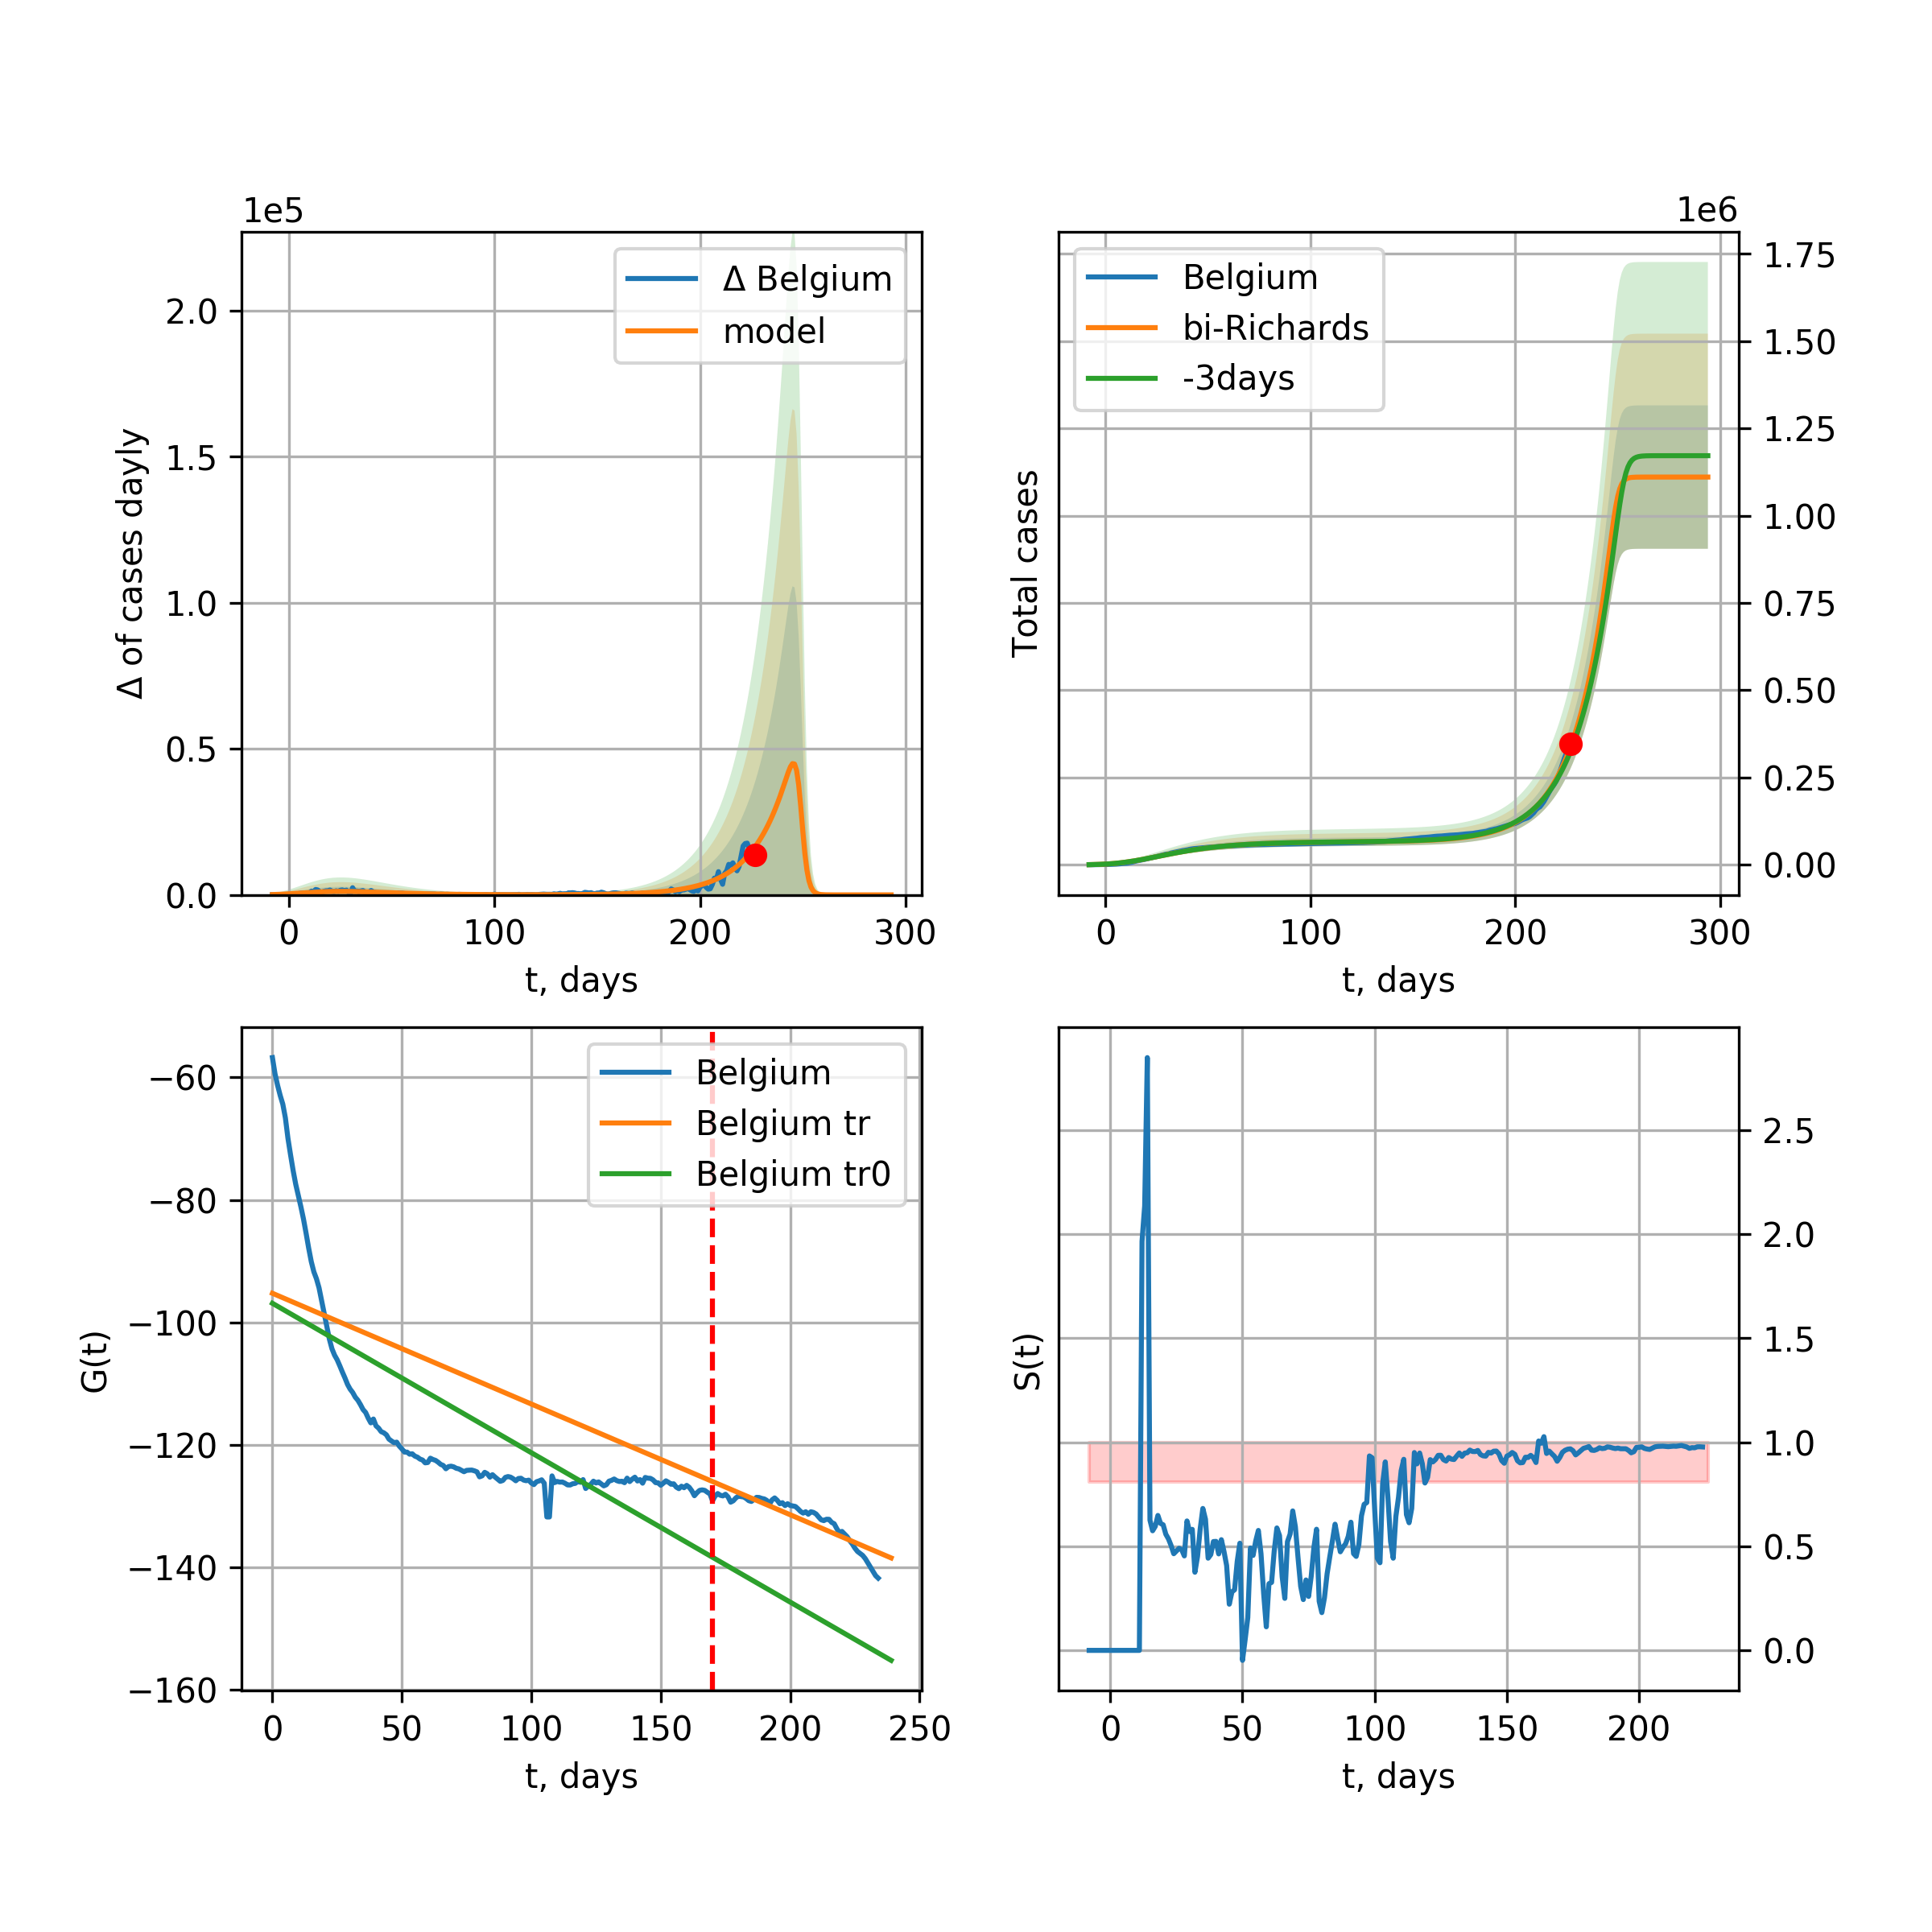 1e5
Δ Belgium
model
2.0
1.5
1.0
0.5
0.0
Δ of cases dayly
0 100 200 300
t, days
1e6
Belgium
bi-Richards
-3days
1.75
1.50
1.25
1.00
0.75
0.50
0.25
0.00
Total cases
0 100 200 300
t, days
Belgium
Belgium tr
Belgium tr0
−60
−80
−100
−120
−140
−160
G(t)
0 50 100 150 200 250
t, days
2.5
2.0
1.5
1.0
0.5
0.0
S(t)
0 50 100 150 200
t, days